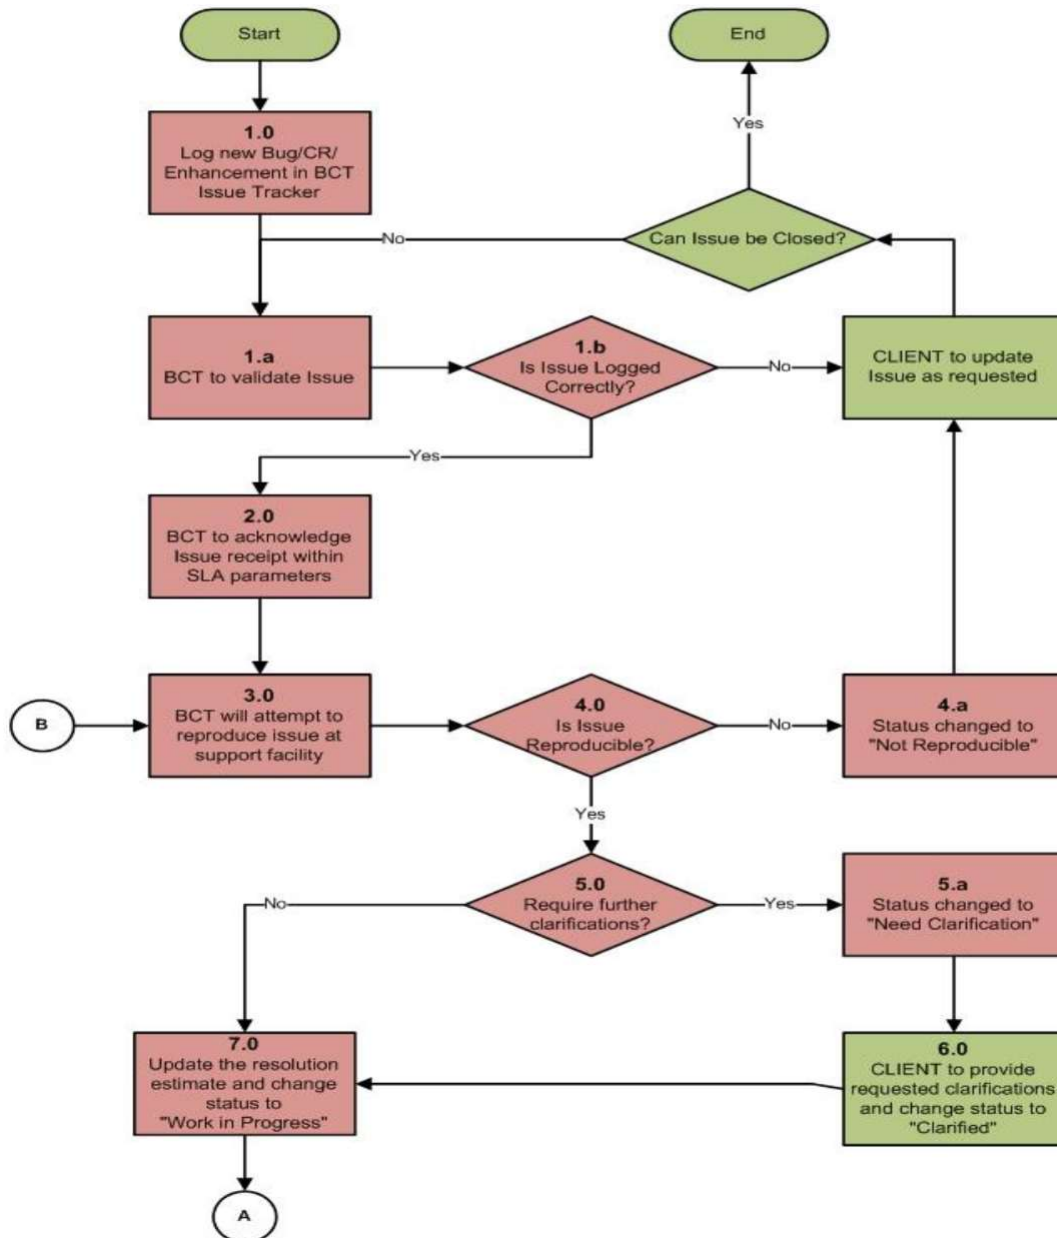 Start
End
Yes
1.0
Log new Bug/CR/
Enhancement in BCT
Issue Tracker
No
Can Issue be Closed?
1.a
BCT to validate Issue
1.b
Is Issue Logged
Correctly?
No
CLIENT to update
Issue as requested
Yes
2.0
BCT to acknowledge
Issue receipt within
SLA parameters
B
3.0
BCT will attempt to
reproduce issue at
support facility
4.0
Is Issue
Reproducible?
No
4.a
Status changed to
"Not Reproducible"
Yes
No
5.0
Require further
clarifications?
Yes
5.a
Status changed to
"Need Clarification"
7.0
Update the resolution
estimate and change
status to
"Work in Progress"
6.0
CLIENT to provide
requested clarifications
and change status to
"Clarified"
A